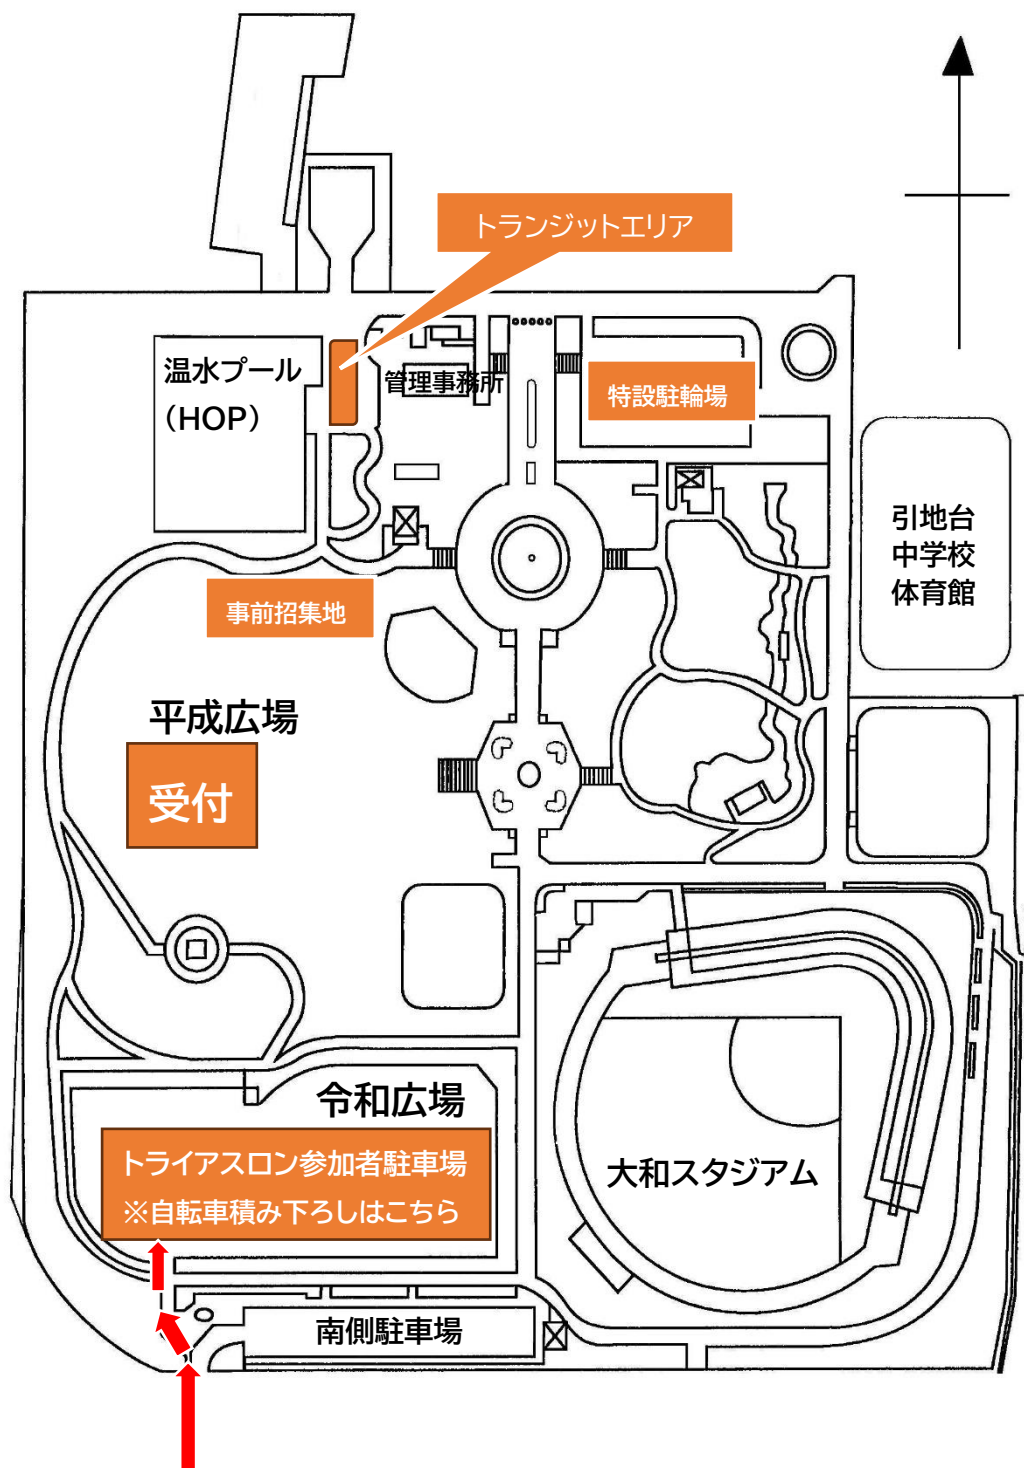 トランジットエリア
温水プール
（HOP）
管理事務所
特設駐輪場
引地台
中学校
体育館
事前招集地
平成広場
受付
令和広場
トライアスロン参加者駐車場
※自転車積み下ろしはこちら
大和スタジアム
南側駐車場